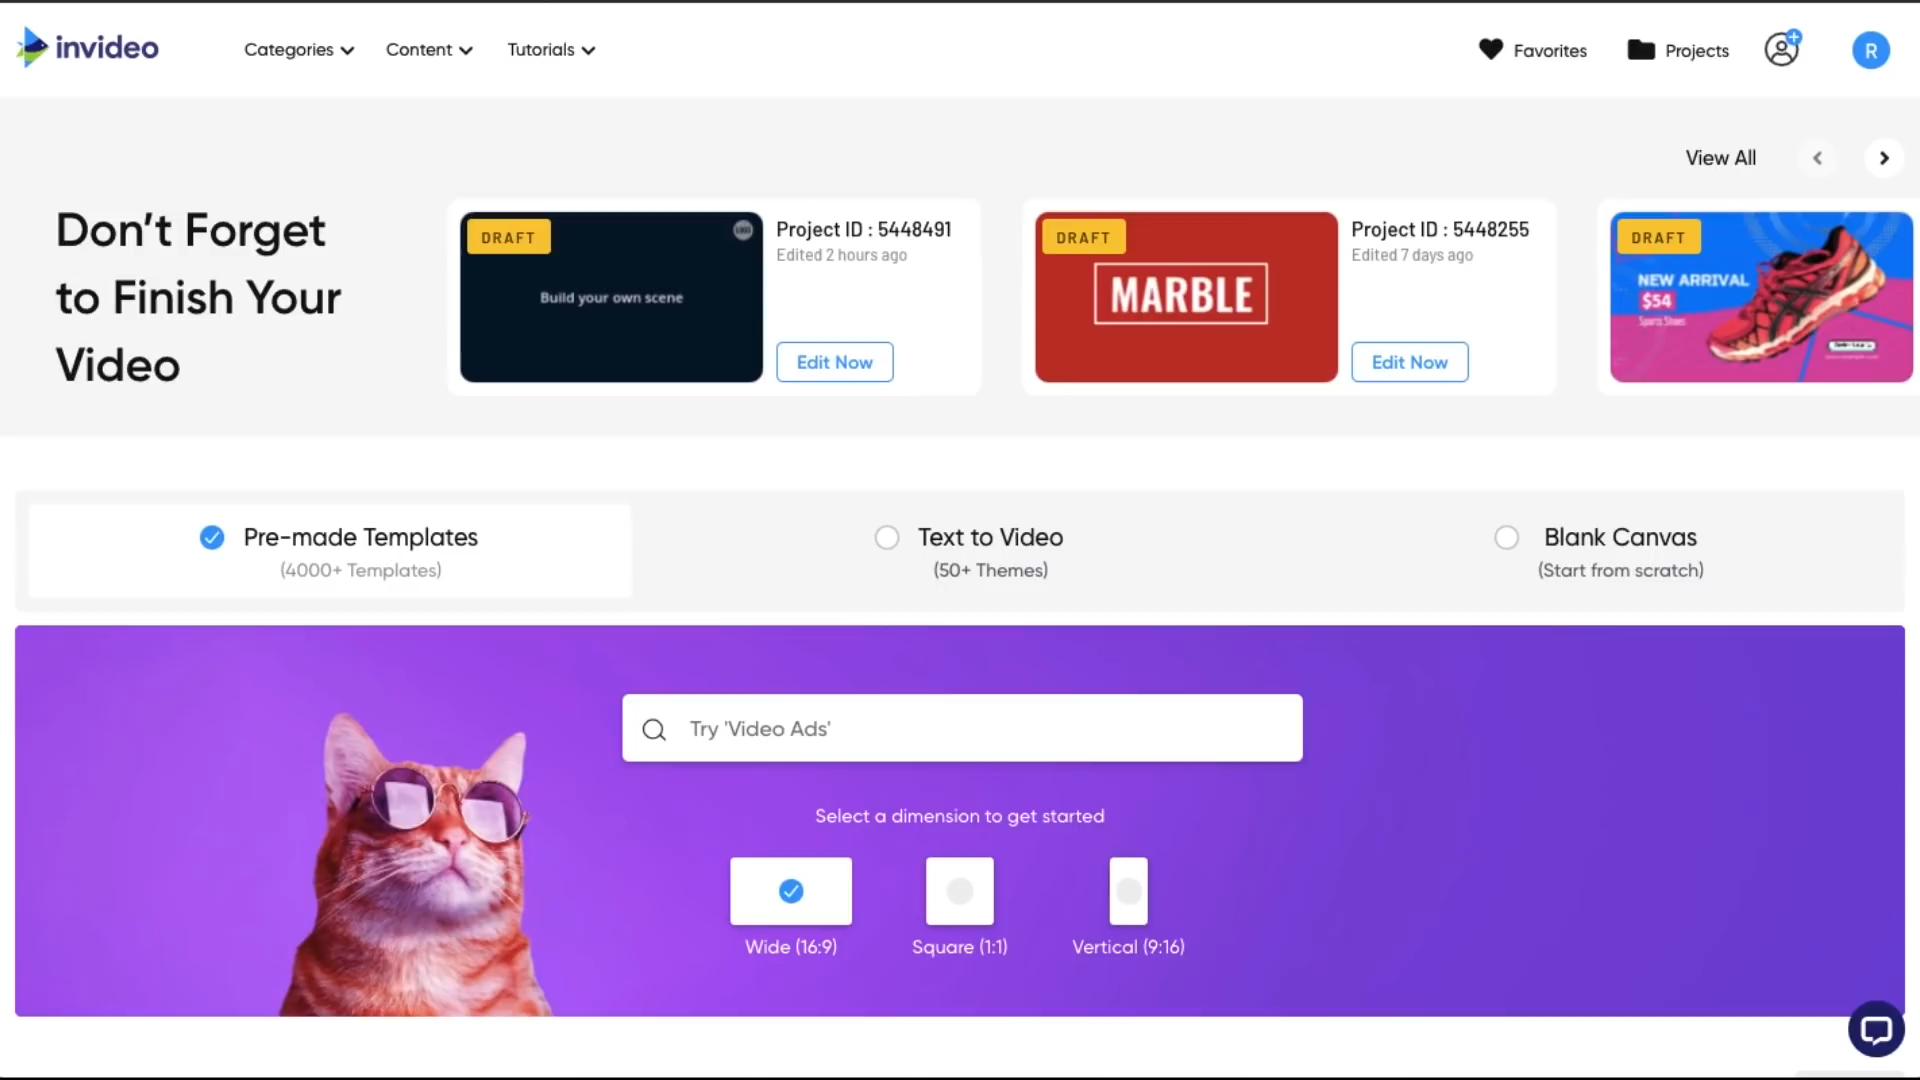 invideo
Categories
Content
Tutorials
Favorites
Projects
R
View All
Don't Forget
to Finish Your
Video
DRAFT
Build your own scene
Project ID : 5448491
Edited 2 hours ago
Edit Now
DRAFT
MARBLE
Project ID : 5448255
Edited 7 days ago
Edit Now
DRAFT
NEW ARRIVAL
$54
Sports Shoes
Pre-made Templates
(4000+ Templates)
Text to Video
(50+ Themes)
Blank Canvas
(Start from scratch)
Try 'Video Ads'
Select a dimension to get started
Wide (16:9)
Square (1:1)
Vertical (9:16)